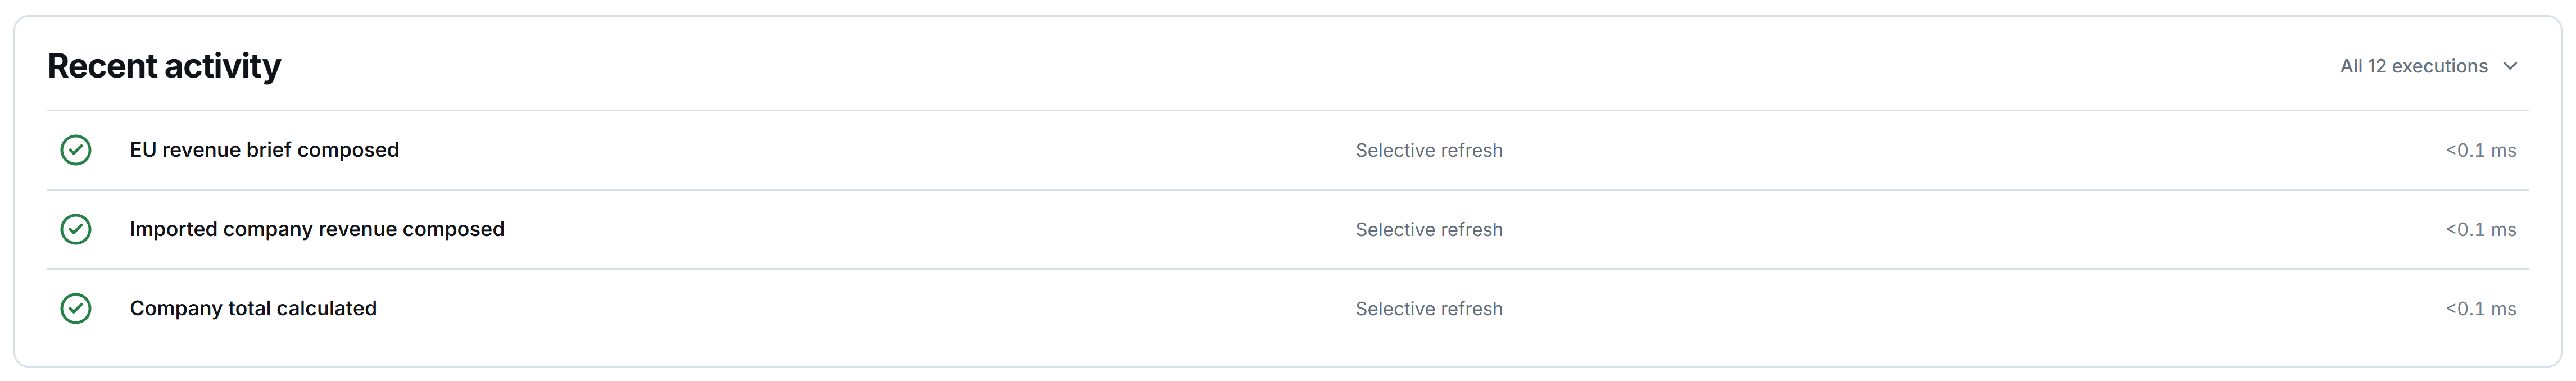 Recent activity
All 12 executions
EU revenue brief composed Selective refresh <0.1 ms
Imported company revenue composed Selective refresh <0.1 ms
Company total calculated Selective refresh <0.1 ms